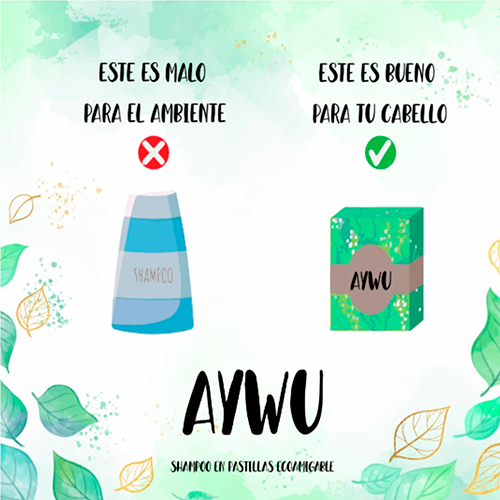 ESTE ES MALO
PARA EL AMBIENTE
ESTE ES BUENO
PARA TU CABELLO
SHAMPOO
AYWU
AYWU
SHAMPOO EN PASTILLAS ECOAMIGABLE